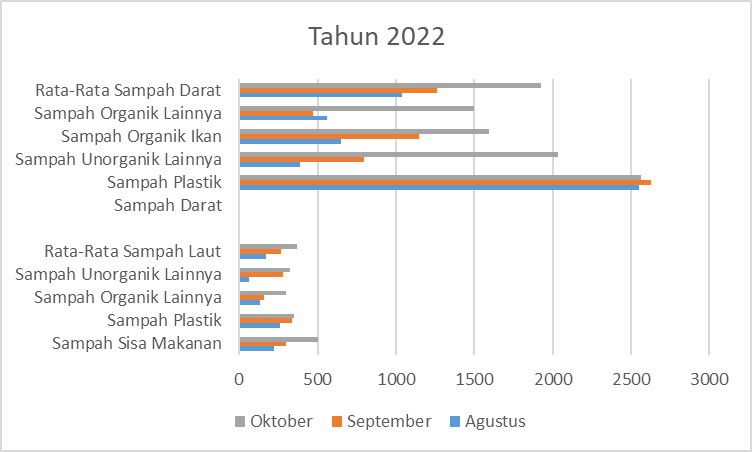 Tahun 2022
Rata-Rata Sampah Darat
Sampah Organik Lainnya
Sampah Organik Ikan
Sampah Unorganik Lainnya
Sampah Plastik
Sampah Darat
Rata-Rata Sampah Laut
Sampah Unorganik Lainnya
Sampah Organik Lainnya
Sampah Plastik
Sampah Sisa Makanan
0 500 1000 1500 2000 2500 3000
Oktober September Agustus